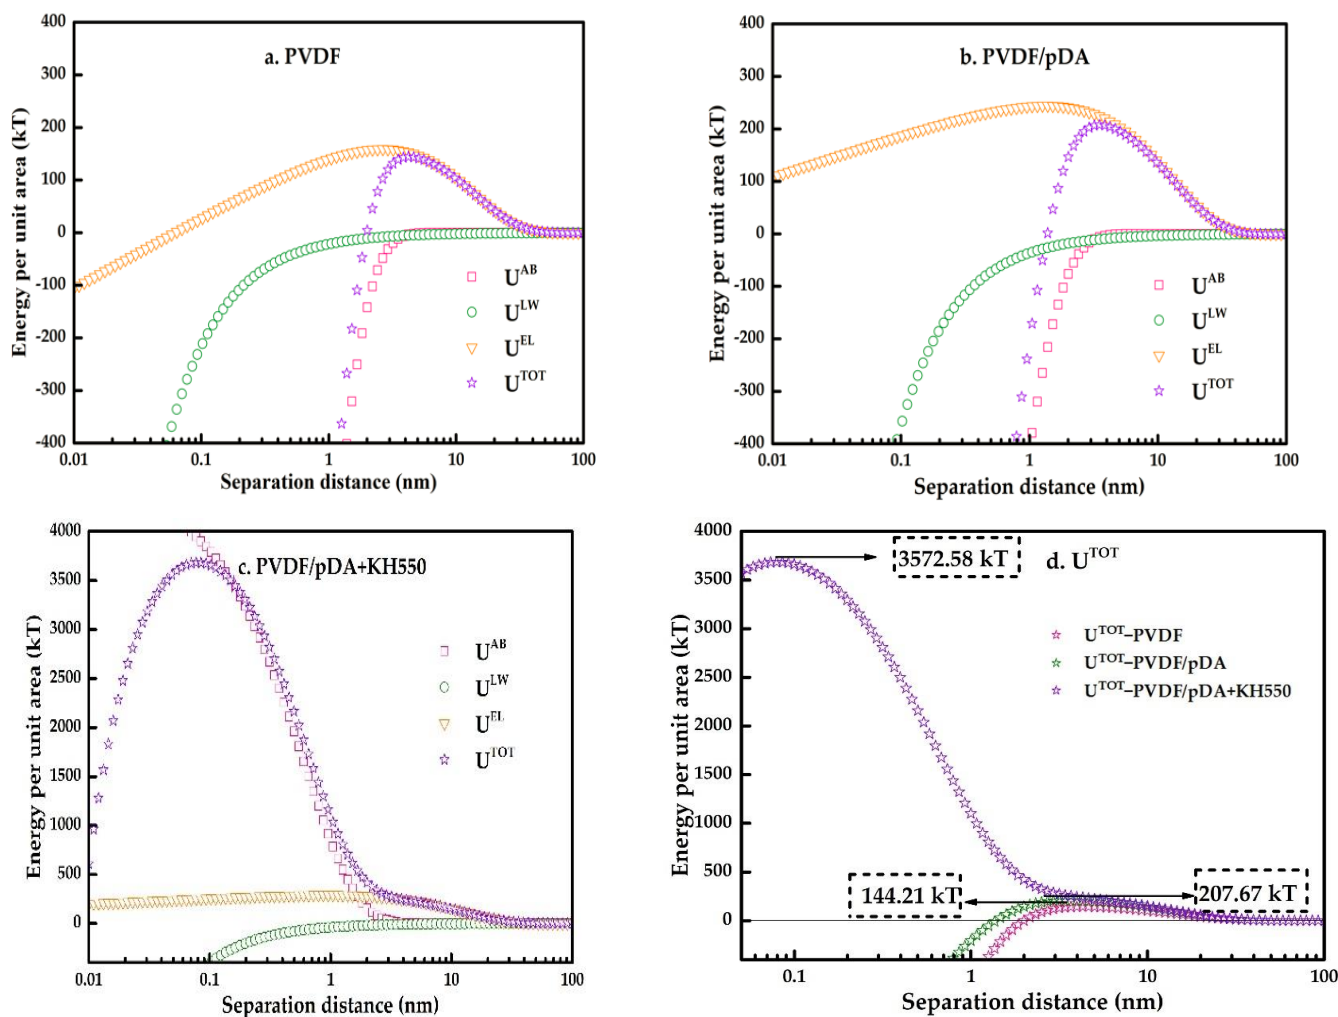 a. PVDF
Energy per unit area (kT)
400
300
200
100
0
-100
-200
-300
-400
U^AB
U^LW
U^EL
U^TOT
0.01 0.1 1 10 100
Separation distance (nm)
b. PVDF/pDA
Energy per unit area (kT)
400
300
200
100
0
-100
-200
-300
-400
U^AB
U^LW
U^EL
U^TOT
0.01 0.1 1 10 100
Separation distance (nm)
c. PVDF/pDA+KH550
Energy per unit area (kT)
4000
3500
3000
2500
2000
1500
1000
500
0
U^AB
U^LW
U^EL
U^TOT
0.01 0.1 1 10 100
Separation distance (nm)
d. U^TOT
Energy per unit area (kT)
4000
3500
3000
2500
2000
1500
1000
500
0
3572.58 kT
U^TOT–PVDF
U^TOT–PVDF/pDA
U^TOT–PVDF/pDA+KH550
144.21 kT
207.67 kT
0.1 1 10 100
Separation distance (nm)